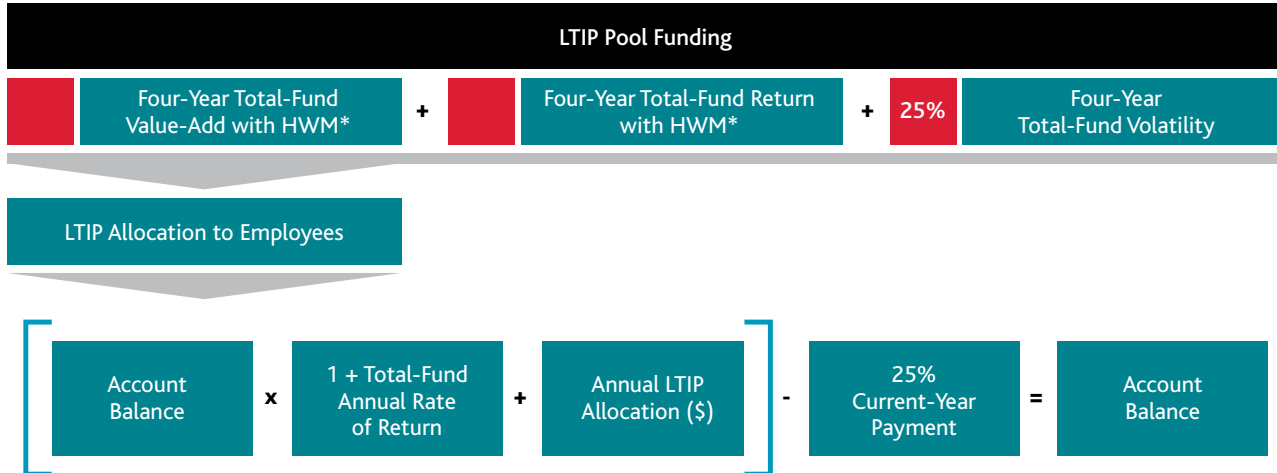 LTIP Pool Funding
Four-Year Total-Fund
Value-Add with HWM*
+
Four-Year Total-Fund Return
with HWM*
+
25%
Four-Year
Total-Fund Volatility
LTIP Allocation to Employees
Account
Balance
x
1 + Total-Fund
Annual Rate
of Return
+
Annual LTIP
Allocation ($)
-
25%
Current-Year
Payment
=
Account
Balance